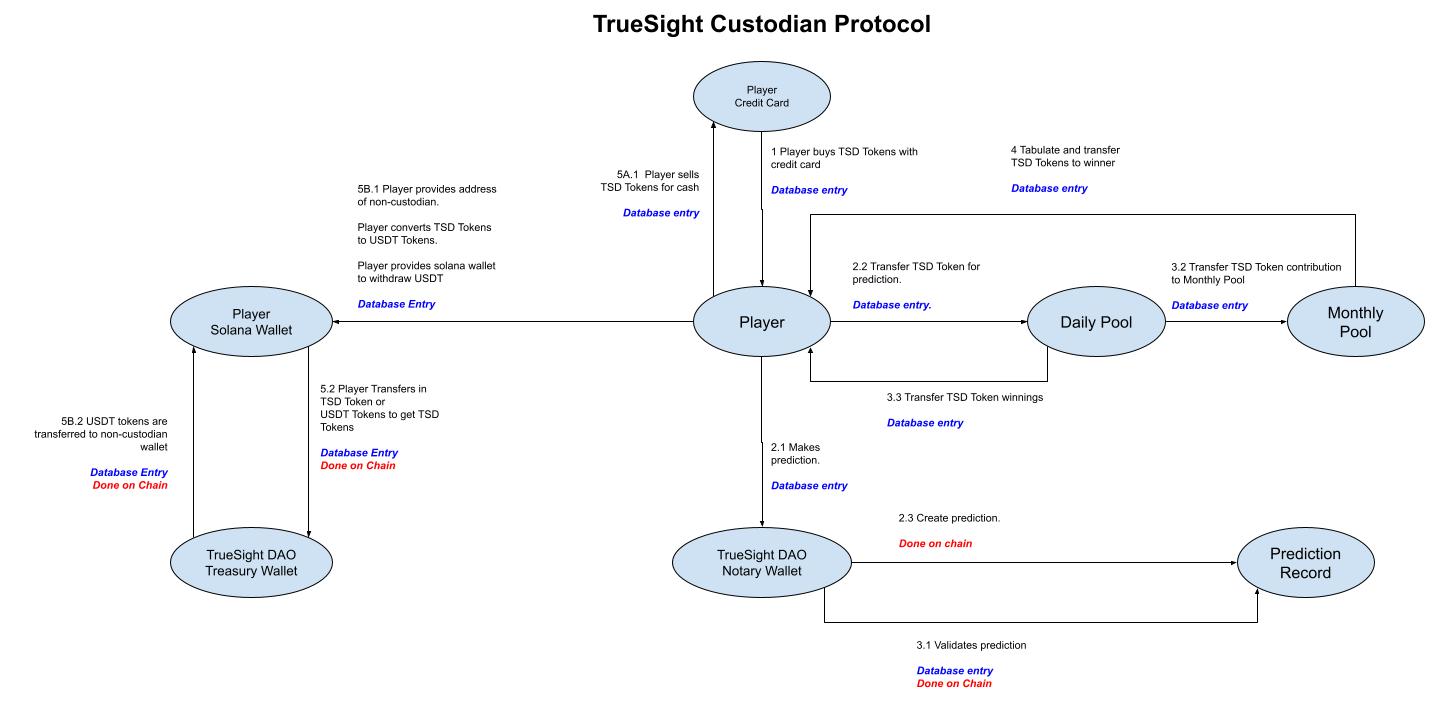 TrueSight Custodian Protocol
Player
Credit Card
1 Player buys TSD Tokens with
credit card
Database entry
4 Tabulate and transfer
TSD Tokens to winner
Database entry
5A.1  Player sells
TSD Tokens for cash
Database entry
5B.1 Player provides address
of non-custodian.
Player converts TSD Tokens
to USDT Tokens.
Player provides solana wallet
to withdraw USDT
Database Entry
2.2 Transfer TSD Token for
prediction.
Database entry.
3.2 Transfer TSD Token contribution
to Monthly Pool
Database entry
Player
Solana Wallet
Player
Daily Pool
Monthly
Pool
5.2 Player Transfers in
TSD Token or
USDT Tokens to get TSD
Tokens
Database Entry
Done on Chain
3.3 Transfer TSD Token winnings
Database entry
5B.2 USDT tokens are
transferred to non-custodian
wallet
Database Entry
Done on Chain
2.1 Makes
prediction.
Database entry
2.3 Create prediction.
Done on chain
TrueSight DAO
Treasury Wallet
TrueSight DAO
Notary Wallet
Prediction
Record
3.1 Validates prediction
Database entry
Done on Chain